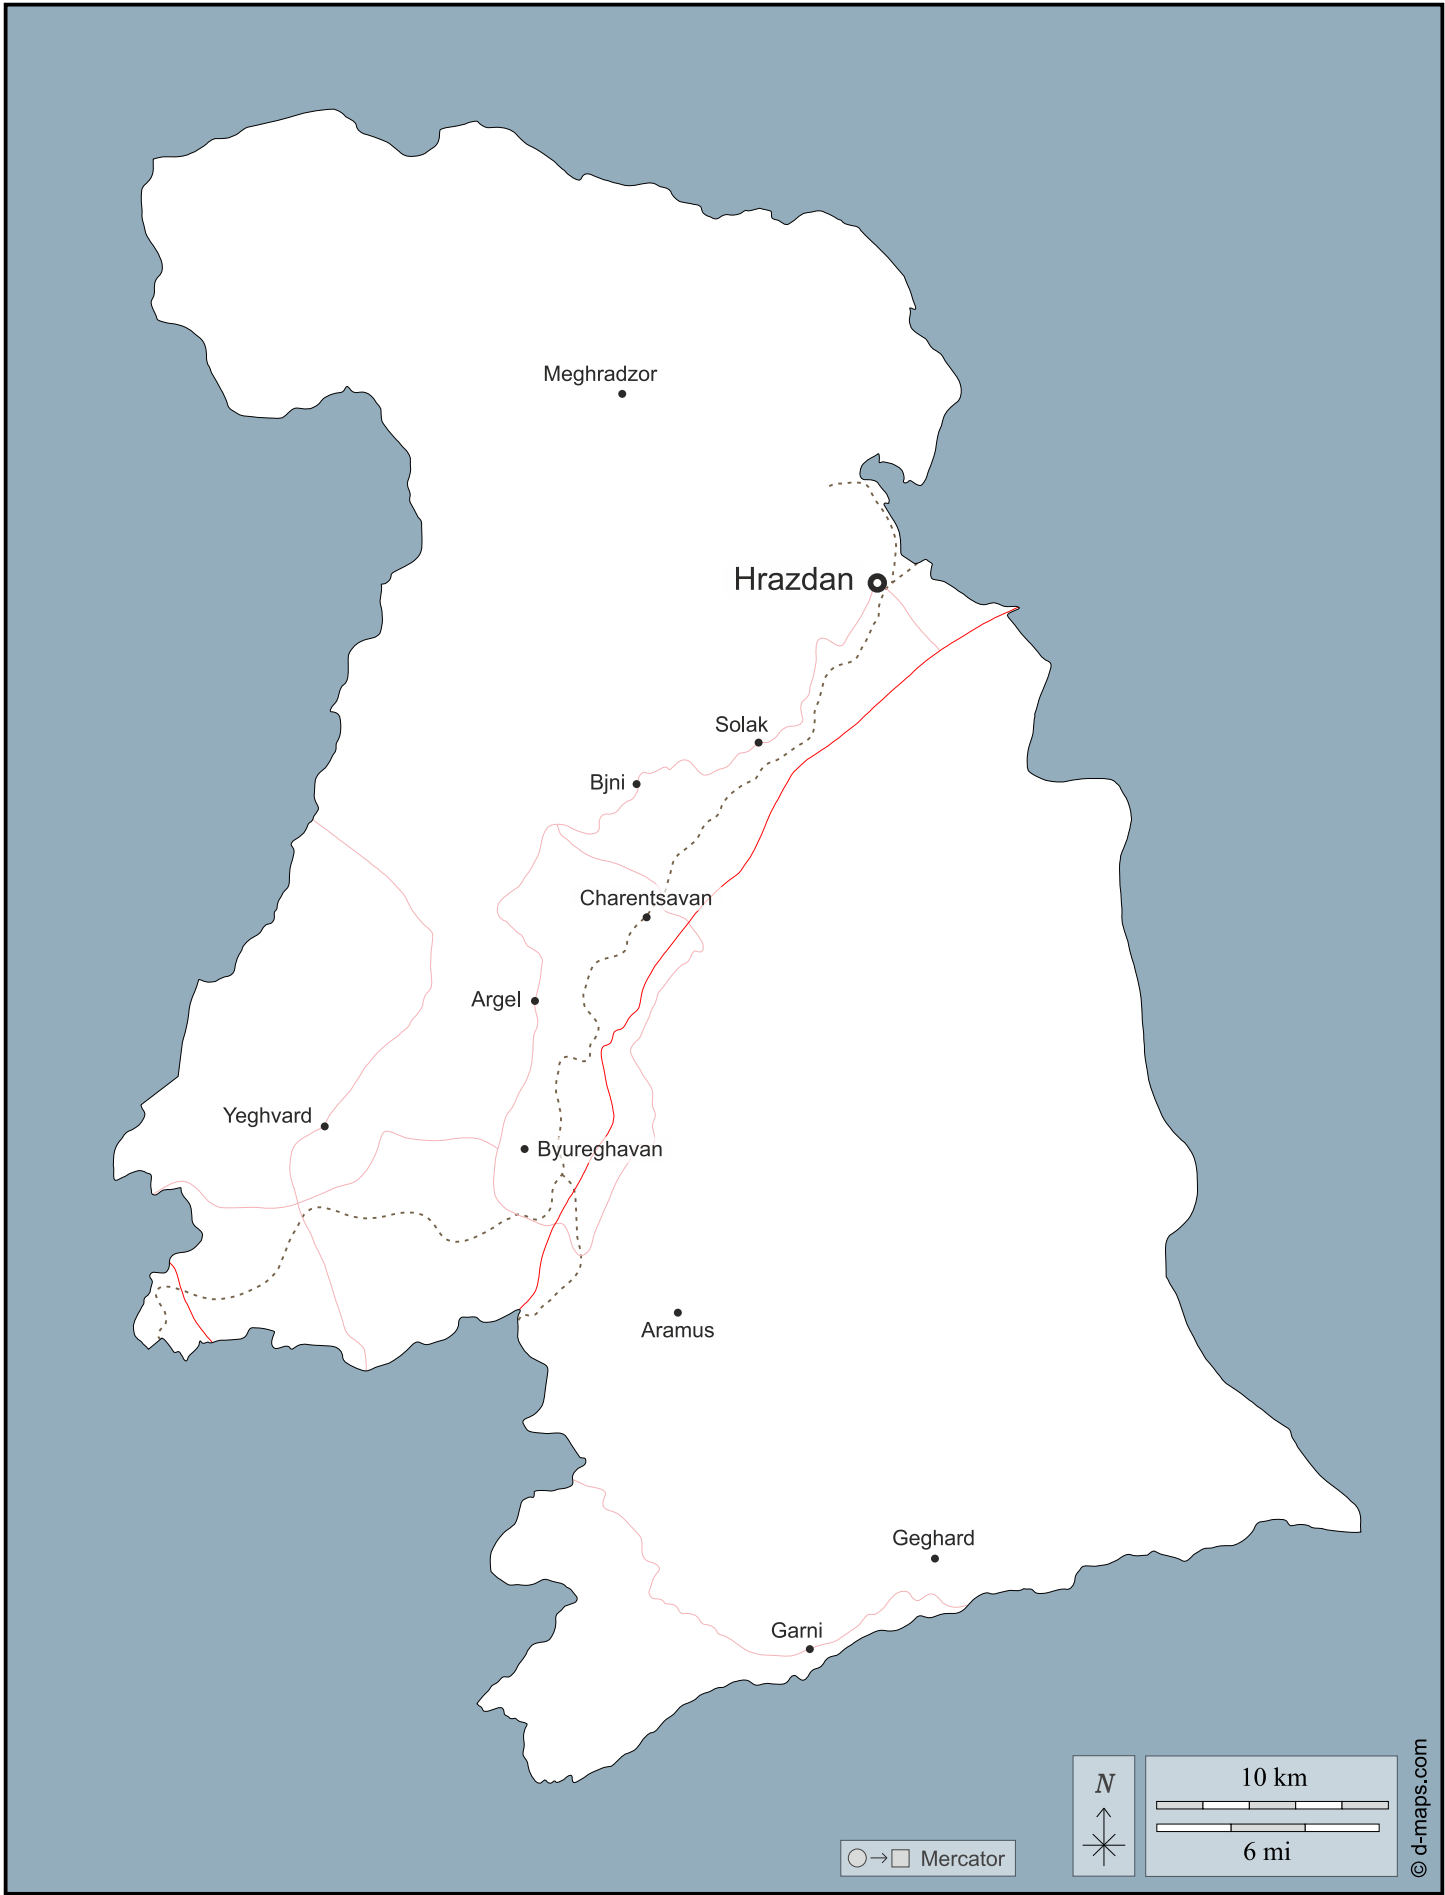 Meghradzor
Hrazdan
Solak
Bjni
Charentsavan
Argel
Yeghvard
Byureghavan
Aramus
Geghard
Garni
N
10 km
6 mi
Mercator
© d-maps.com